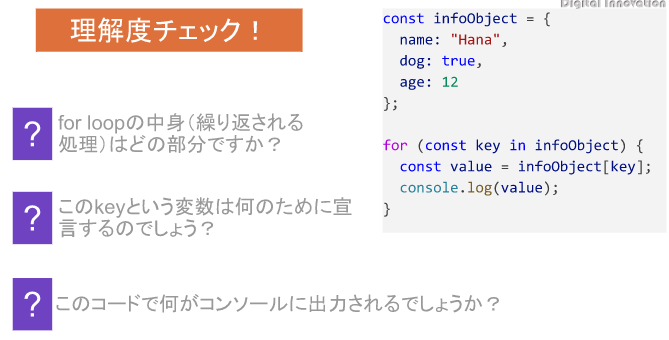 Digital Innovation
理解度チェック！
const infoObject = {
  name: "Hana",
  dog: true,
  age: 12
};
for (const key in infoObject) {
  const value = infoObject[key];
  console.log(value);
}
?
for loopの中身（繰り返される
処理）はどの部分ですか？
?
このkeyという変数は何のために宣
言するのでしょう？
?
このコードで何がコンソールに出力されるでしょうか？